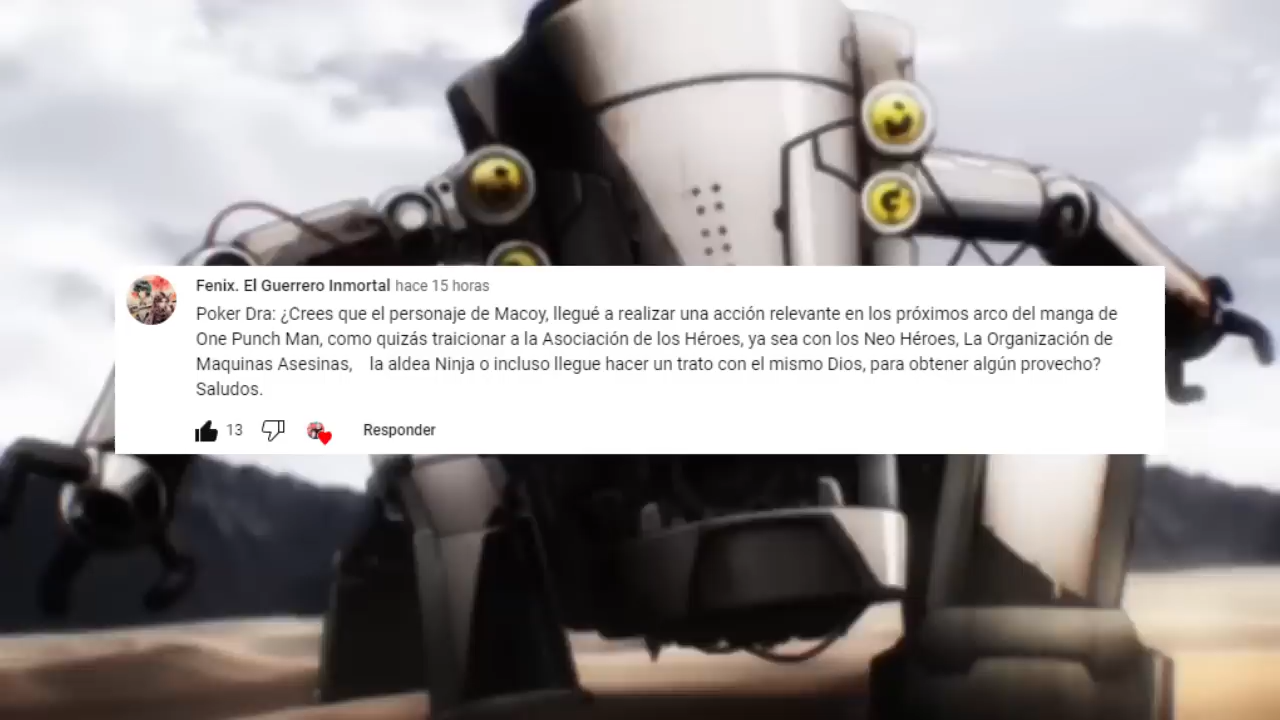 Fenix. El Guerrero Inmortal hace 15 horas
Poker Dra: ¿Crees que el personaje de Macoy, llegué a realizar una acción relevante en los próximos arco del manga de
One Punch Man, como quizás traicionar a la Asociación de los Héroes, ya sea con los Neo Héroes, La Organización de
Maquinas Asesinas, la aldea Ninja o incluso llegue hacer un trato con el mismo Dios, para obtener algún provecho?
Saludos.
13 Responder